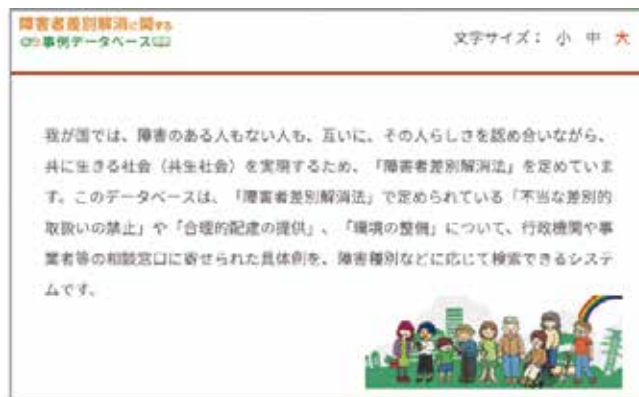 障害者差別解消に関する
事例データベース
文字サイズ： 小 中 大
我が国では、障害のある人もない人も、互いに、その人らしさを認め合いながら、
共に生きる社会（共生社会）を実現するため、「障害者差別解消法」を定めていま
す。このデータベースは、「障害者差別解消法」で定められている「不当な差別的
取扱いの禁止」や「合理的配慮の提供」、「環境の整備」について、行政機関や事
業者等の相談窓口に寄せられた具体例を、障害種別などに応じて検索できるシステ
ムです。